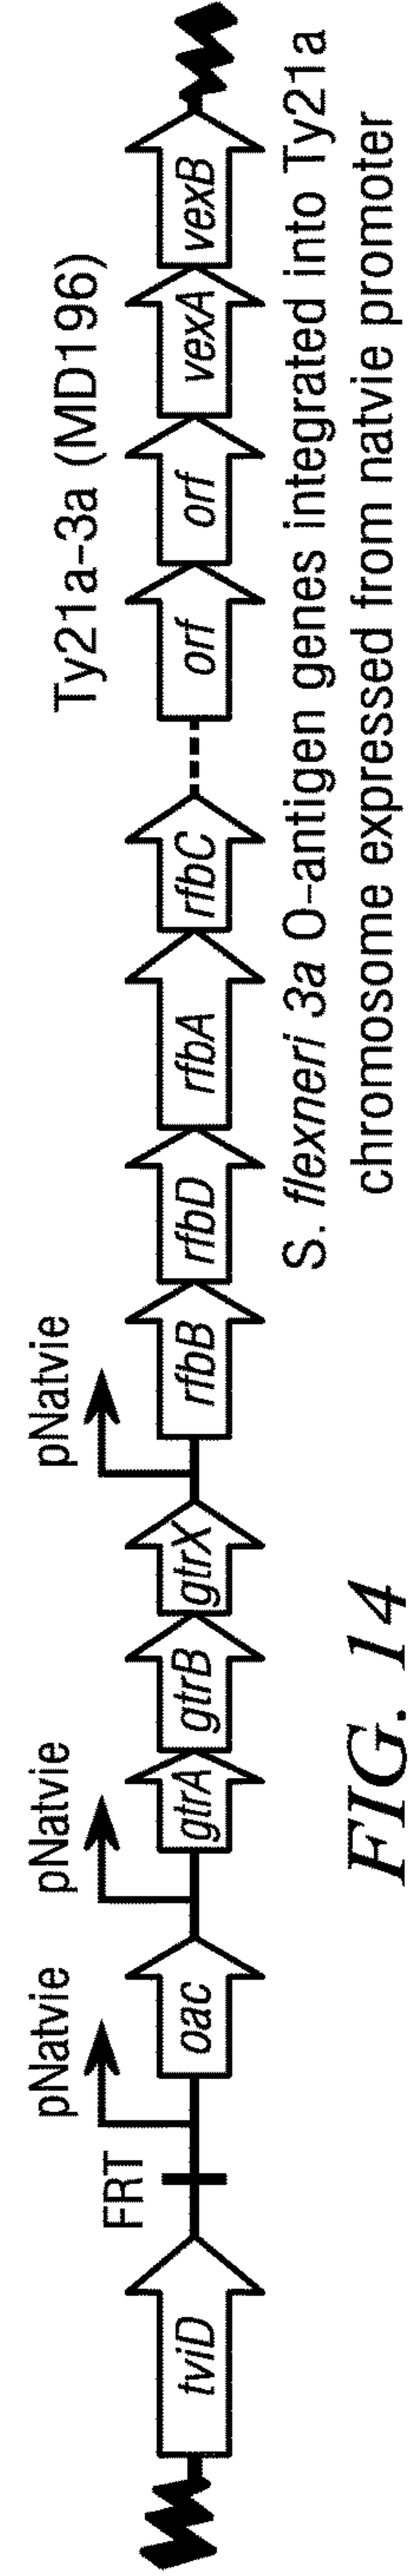 Ty21a-3a (MD196)
pNatvie
pNatvie
pNatvie
FRT
tviD
oac
gtrA
gtrB
gtrX
rfbB
rfbD
rfbA
rfbC
orf
orf
vexA
vexB
S. flexneri 3a O-antigen genes integrated into Ty21a
chromosome expressed from natvie promoter
FIG. 14